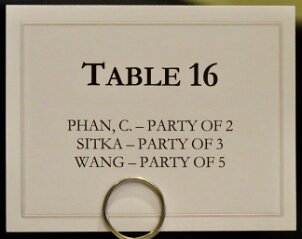 TABLE 16
PHAN, C. – PARTY OF 2
SITKA – PARTY OF 3
WANG – PARTY OF 5